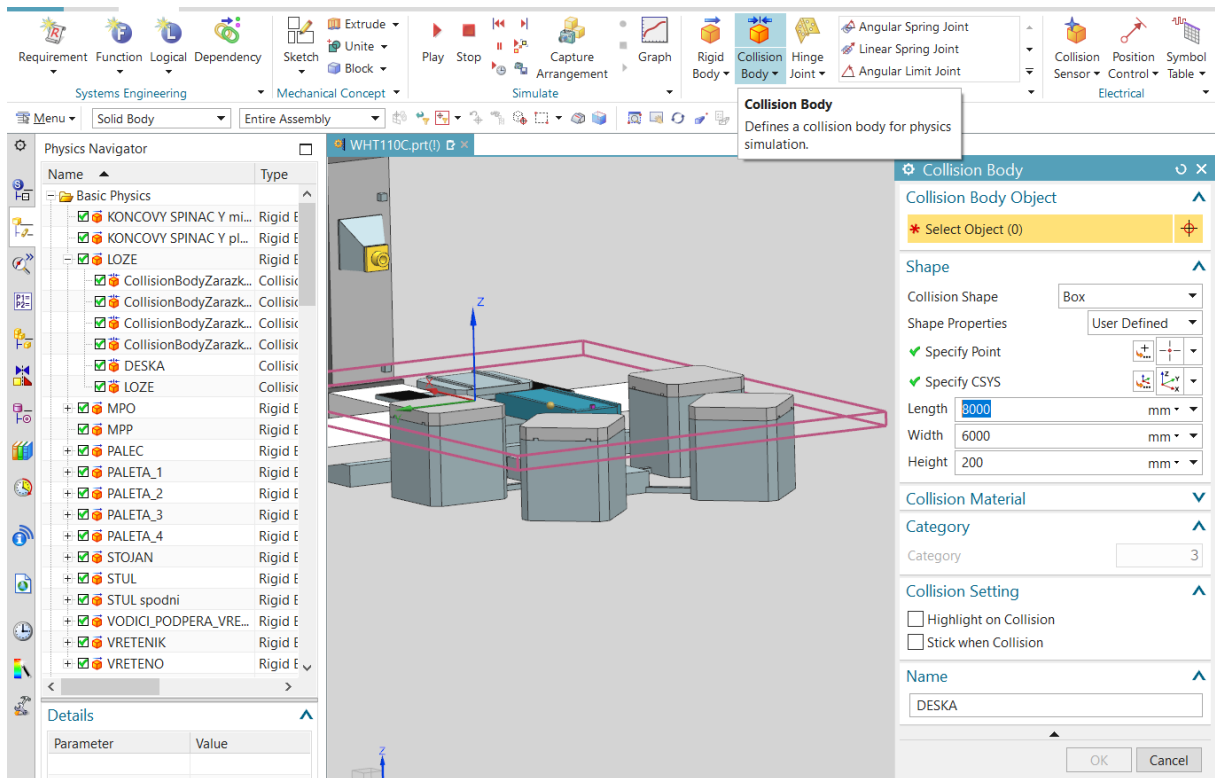 Requirement Function Logical Dependency
Systems Engineering
Sketch
Extrude
Unite
Block
Mechanical Concept
Play Stop
Capture Arrangement
Simulate
Graph
Rigid Body
Collision Body
Hinge Joint
Angular Spring Joint
Linear Spring Joint
Angular Limit Joint
Collision Sensor
Position Control
Symbol Table
Electrical
Menu
Solid Body
Entire Assembly
Collision Body
Defines a collision body for physics
simulation.
Physics Navigator
WHT110C.prt(!)
Name Type
Basic Physics
KONCOVY SPINAC Y mi... Rigid
KONCOVY SPINAC Y pl... Rigid
LOZE Rigid
CollisionBodyZarazk...
CollisionBodyZarazk...
CollisionBodyZarazk...
CollisionBodyZarazk...
DESKA
LOZE
MPO Rigid
MPP Rigid
PALEC Rigid
PALETA_1 Rigid
PALETA_2 Rigid
PALETA_3 Rigid
PALETA_4 Rigid
STOJAN Rigid
STUL Rigid
STUL spodni Rigid
VODICI_PODPERA_VRE... Rigid
VRETENIK Rigid
VRETENO Rigid
Details
Parameter Value
Z
Z
Collision Body
Collision Body Object
* Select Object (0)
Shape
Collision Shape Box
Shape Properties User Defined
Specify Point
Specify CSYS
Length 8000 mm
Width 6000 mm
Height 200 mm
Collision Material
Category
Category 3
Collision Setting
Highlight on Collision
Stick when Collision
Name
DESKA
OK Cancel